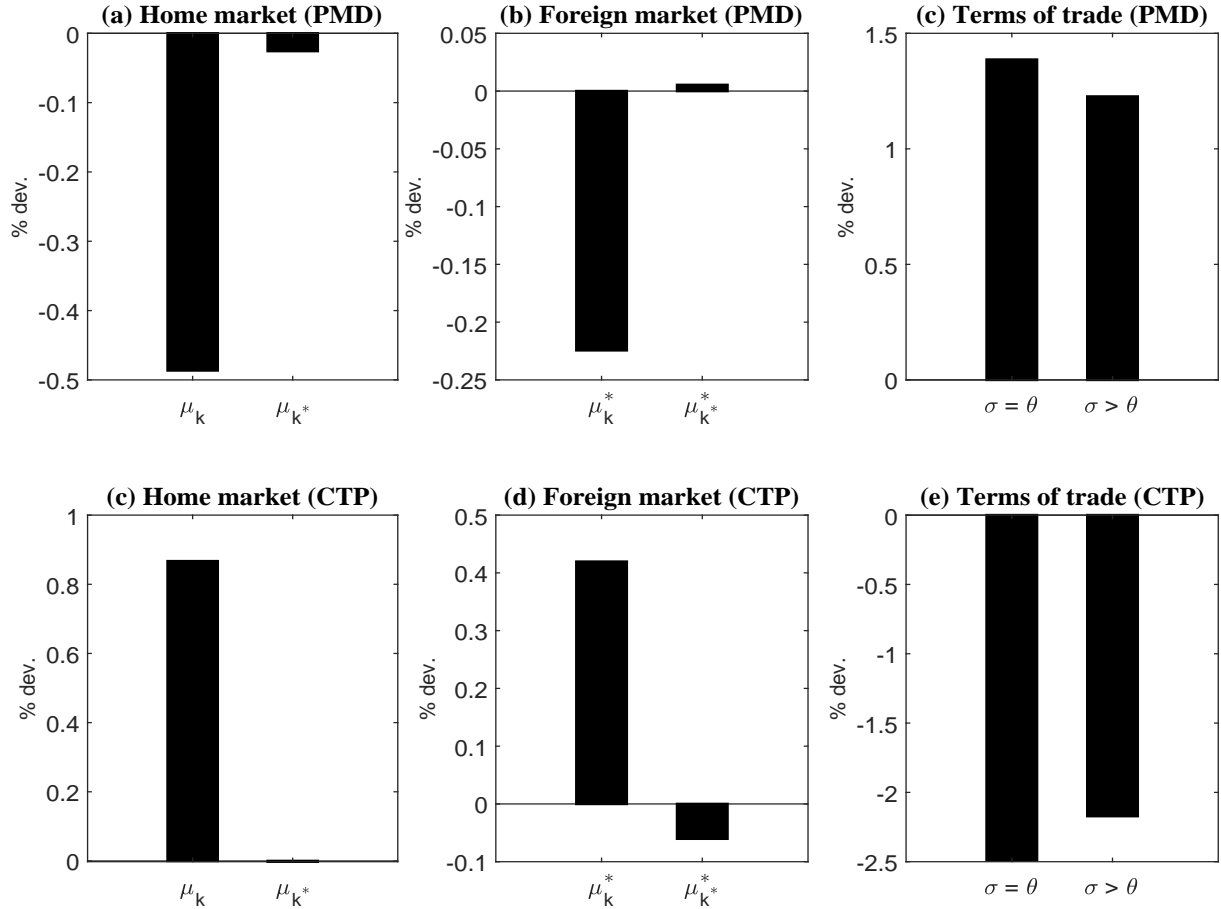 (a) Home market (PMD)
0
-0.1
-0.2
-0.3
-0.4
-0.5
% dev.
μk
μk*
(b) Foreign market (PMD)
0.05
0
-0.05
-0.1
-0.15
-0.2
-0.25
% dev.
μ*k
μ*k*
(c) Terms of trade (PMD)
1.5
1
0.5
0
% dev.
σ = θ
σ > θ
(c) Home market (CTP)
1
0.8
0.6
0.4
0.2
0
% dev.
μk
μk*
(d) Foreign market (CTP)
0.5
0.4
0.3
0.2
0.1
0
-0.1
% dev.
μ*k
μ*k*
(e) Terms of trade (CTP)
0
-0.5
-1
-1.5
-2
-2.5
% dev.
σ = θ
σ > θ